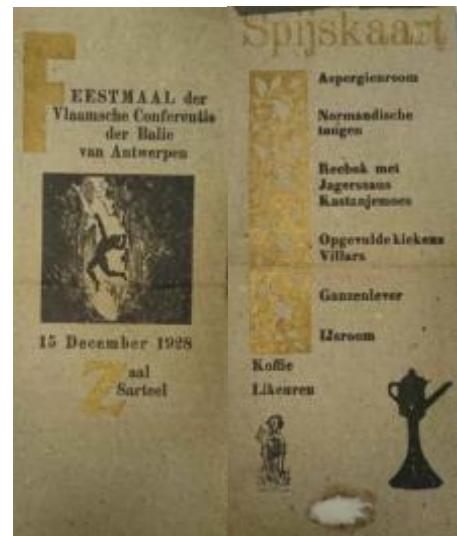 FEESTMAAL der
Vlaamsche Conferentie
der Balie
van Antwerpen
15 December 1928
Zaal
Sarteel
Spijskaart
Aspergieroom
Normandische
tongen
Reebok met
Jagerssaus
Kastanjemoes
Opgevulde kiekens
Villars
Ganzenlever
IJsroom
Koffie
Likeuren